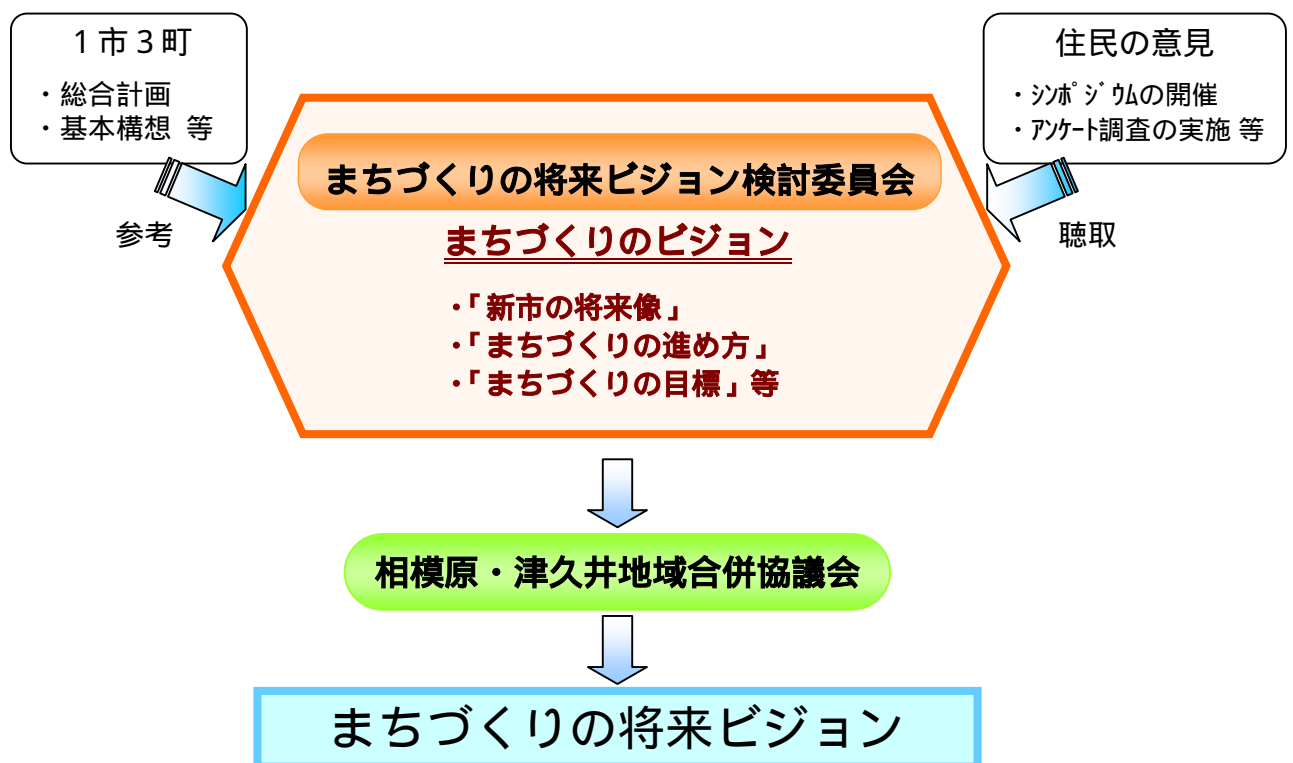 1市3町
・総合計画
・基本構想 等
参考
住民の意見
・ｼﾝﾎﾟｼﾞｳﾑの開催
・ｱﾝｹｰﾄ調査の実施 等
聴取
まちづくりの将来ビジョン検討委員会
まちづくりのビジョン
・「新市の将来像」
・「まちづくりの進め方」
・「まちづくりの目標」等
相模原・津久井地域合併協議会
まちづくりの将来ビジョン